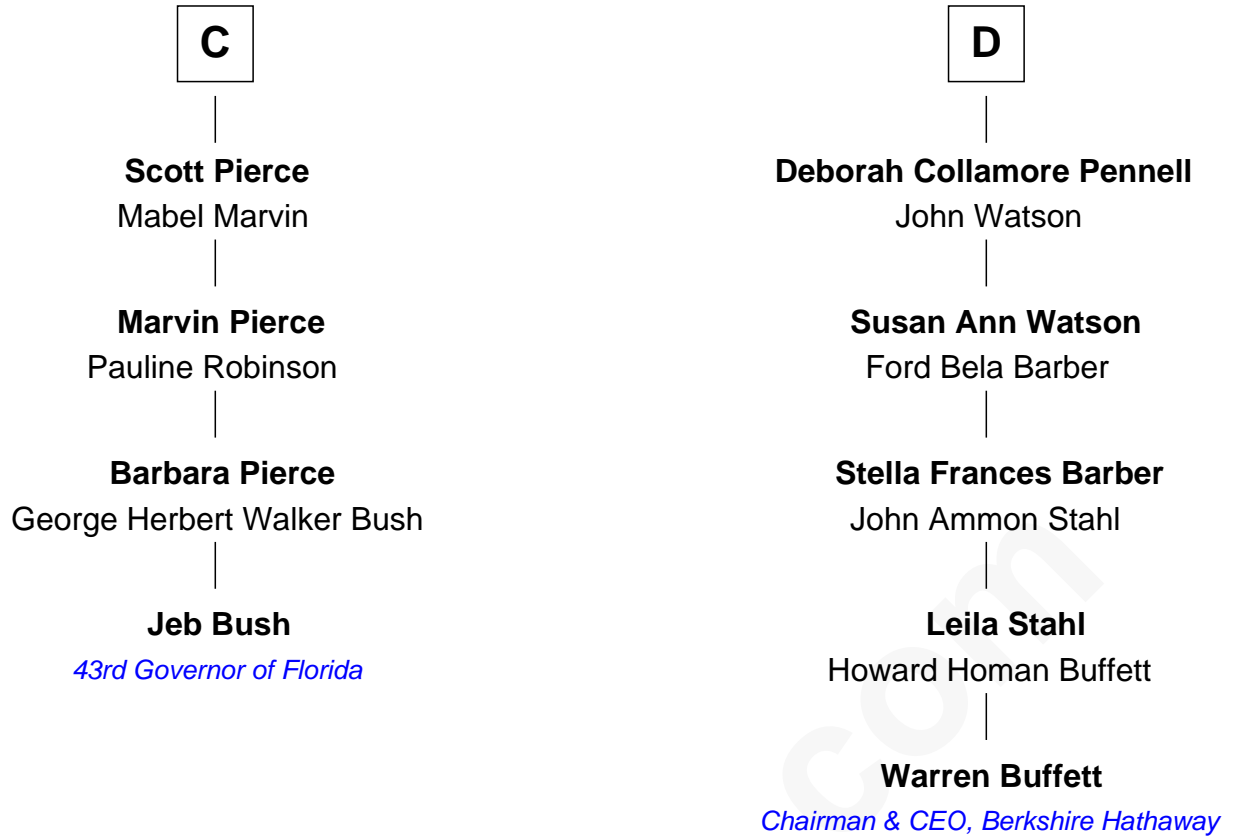 C
Scott Pierce
Mabel Marvin
Marvin Pierce
Pauline Robinson
Barbara Pierce
George Herbert Walker Bush
Jeb Bush
43rd Governor of Florida
D
Deborah Collamore Pennell
John Watson
Susan Ann Watson
Ford Bela Barber
Stella Frances Barber
John Ammon Stahl
Leila Stahl
Howard Homan Buffett
Warren Buffett
Chairman & CEO, Berkshire Hathaway
com